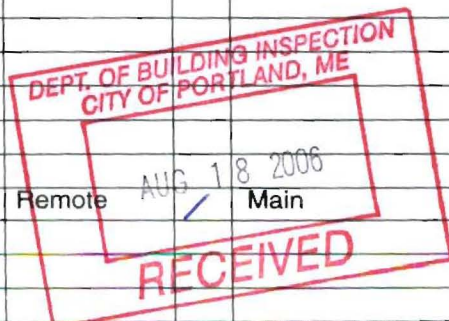 DEPT. OF BUILDING INSPECTION
CITY OF PORTLAND, ME
AUG 18 2006
Remote Main
RECEIVED